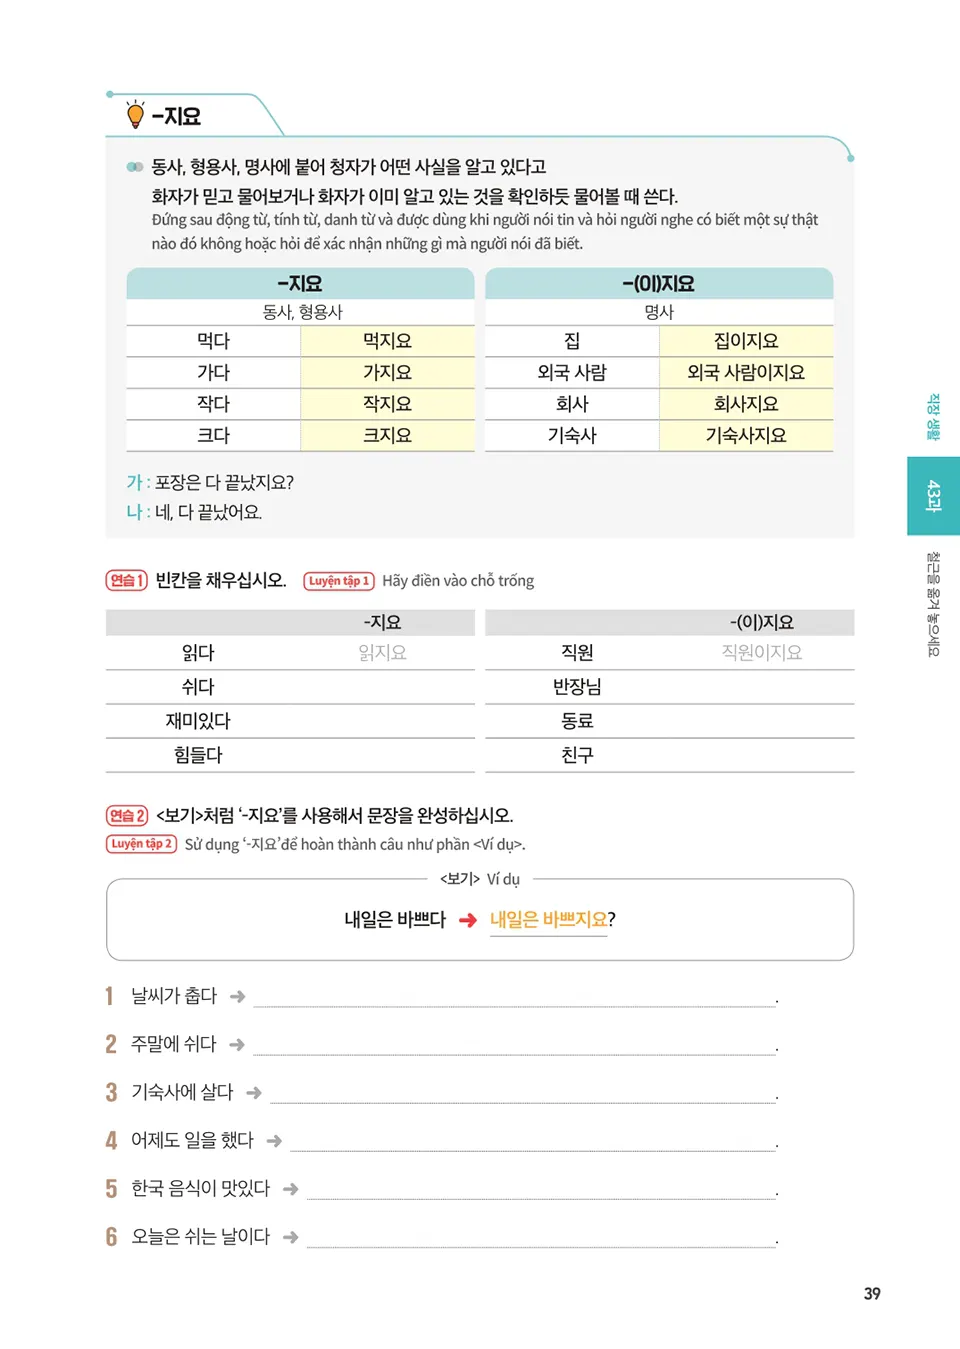 -지요
동사, 형용사, 명사에 붙어 청자가 어떤 사실을 알고 있다고
화자가 믿고 물어보거나 화자가 이미 알고 있는 것을 확인하듯 물어볼 때 쓴다.
Đứng sau động từ, tính từ, danh từ và được dùng khi người nói tin và hỏi người nghe có biết một sự thật
nào đó không hoặc hỏi để xác nhận những gì mà người nói đã biết.
-지요 -(이)지요
동사, 형용사 명사
먹다 먹지요 집 집이지요
가다 가지요 외국 사람 외국 사람이지요
작다 작지요 회사 회사지요
크다 크지요 기숙사 기숙사지요
가 : 포장은 다 끝났지요?
나 : 네, 다 끝났어요.
연습 1 빈칸을 채우십시오. Luyện tập 1 Hãy điền vào chỗ trống
-지요 -(이)지요
읽다 읽지요 직원 직원이지요
쉬다 반장님
재미있다 동료
힘들다 친구
연습 2 <보기>처럼 ‘-지요’를 사용해서 문장을 완성하십시오.
Luyện tập 2 Sử dụng ‘-지요’để hoàn thành câu như phần <Ví dụ>.
<보기> Ví dụ
내일은 바쁘다 ➜ 내일은 바쁘지요?
1 날씨가 춥다 ➜ .
2 주말에 쉬다 ➜ .
3 기숙사에 살다 ➜ .
4 어제도 일을 했다 ➜ .
5 한국 음식이 맛있다 ➜ .
6 오늘은 쉬는 날이다 ➜ .
직장 생활
43과
철근을 옮겨 놓으세요
39